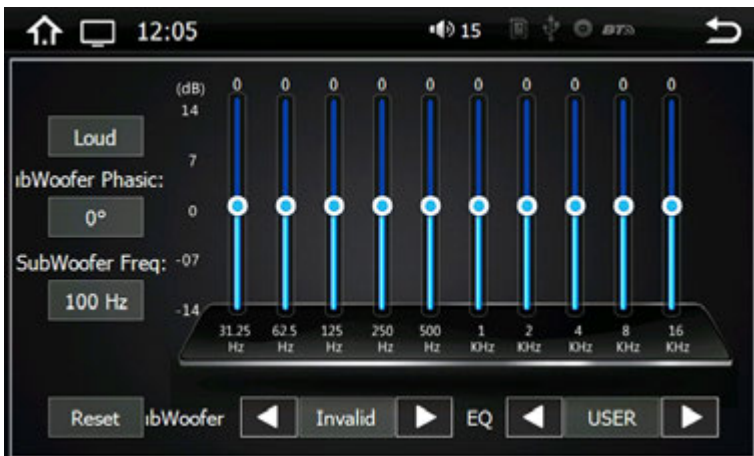 12:05 15 BT
(dB) 0 0 0 0 0 0 0 0 0 0
14
Loud
7
ubWoofer Phasic:
0°
0
SubWoofer Freq: -07
100 Hz
-14
31.25 62.5 125 250 500 1 2 4 8 16
Hz Hz Hz Hz Hz KHz KHz KHz KHz KHz
Reset ubWoofer Invalid EQ USER